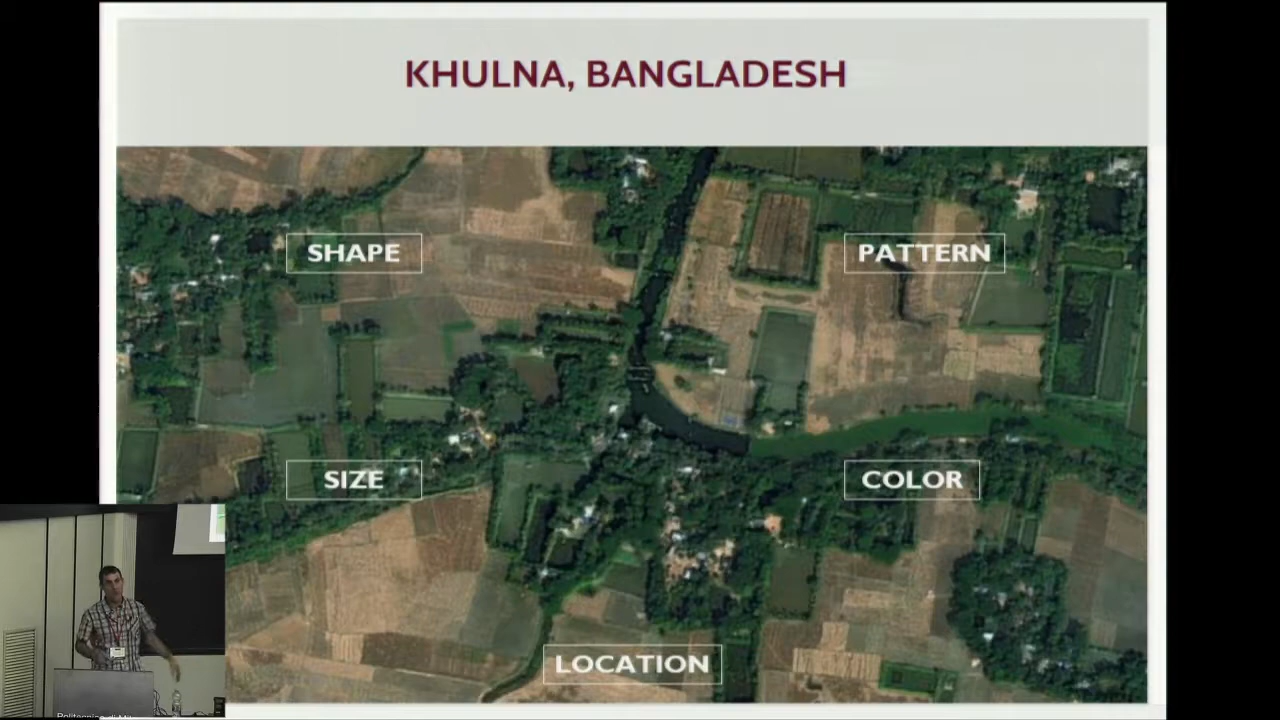 KHULNA, BANGLADESH
SHAPE
PATTERN
SIZE
COLOR
LOCATION